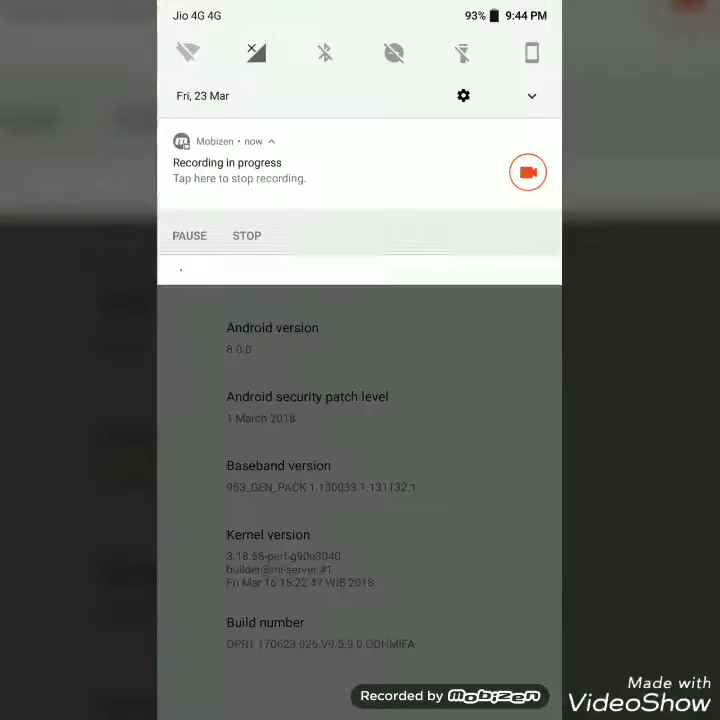 Jio 4G 4G 93% 9:44 PM
Fri, 23 Mar
Mobizen • now
Recording in progress
Tap here to stop recording.
PAUSE STOP
Android version
8.0.0
Android security patch level
1 March 2018
Baseband version
953_GEN_PACK-1.130033.1.131132.1
Kernel version
3.18.66-perf-g90e3040
builder@mi-server #1
Fri Mar 16 15:22:47 WIB 2018
Build number
OPR1.170623.026.V9.5.9.0.ODHMIFA
Recorded by mobizen
Made with
VideoShow